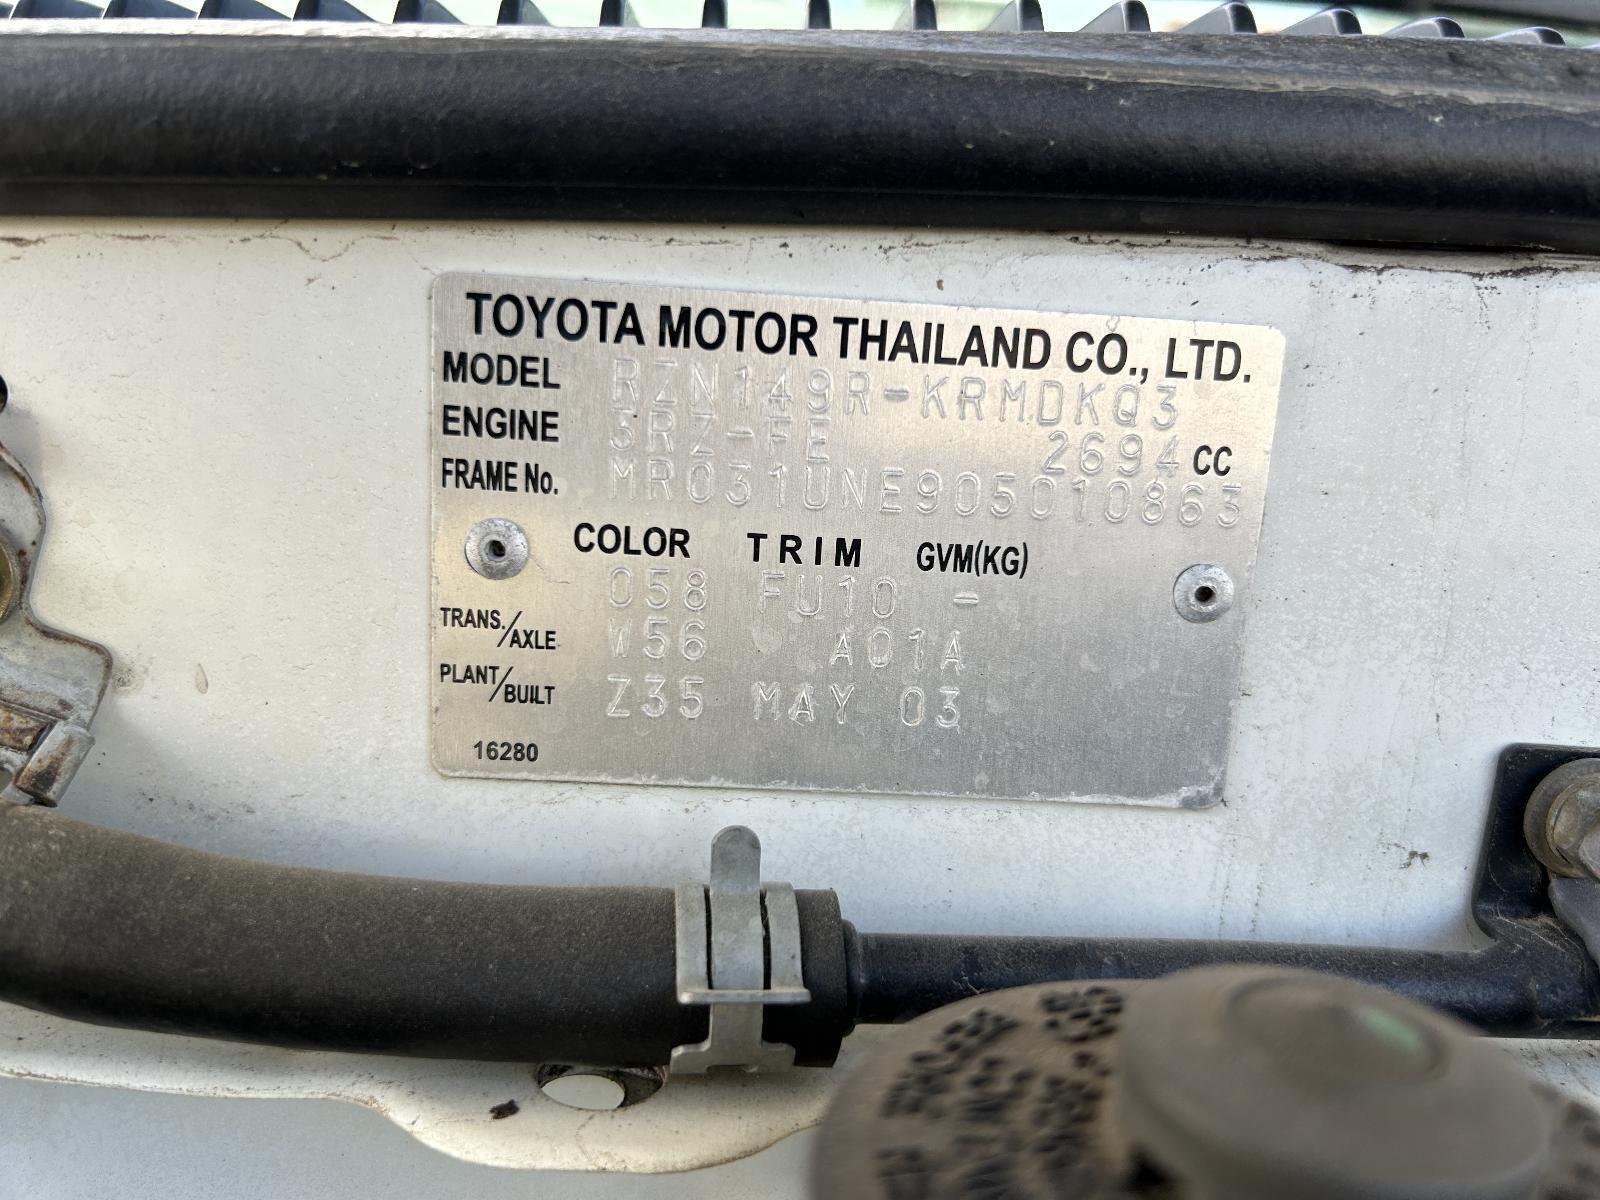 TOYOTA MOTOR THAILAND CO., LTD.
MODEL RZN149R-KRMDKQ3
ENGINE 3RZ-FE 2694 CC
FRAME No. MR031UNE905010863
COLOR TRIM GVM(KG)
058 FU10 -
TRANS./AXLE W56 A01A
PLANT/BUILT Z35 MAY 03
16280